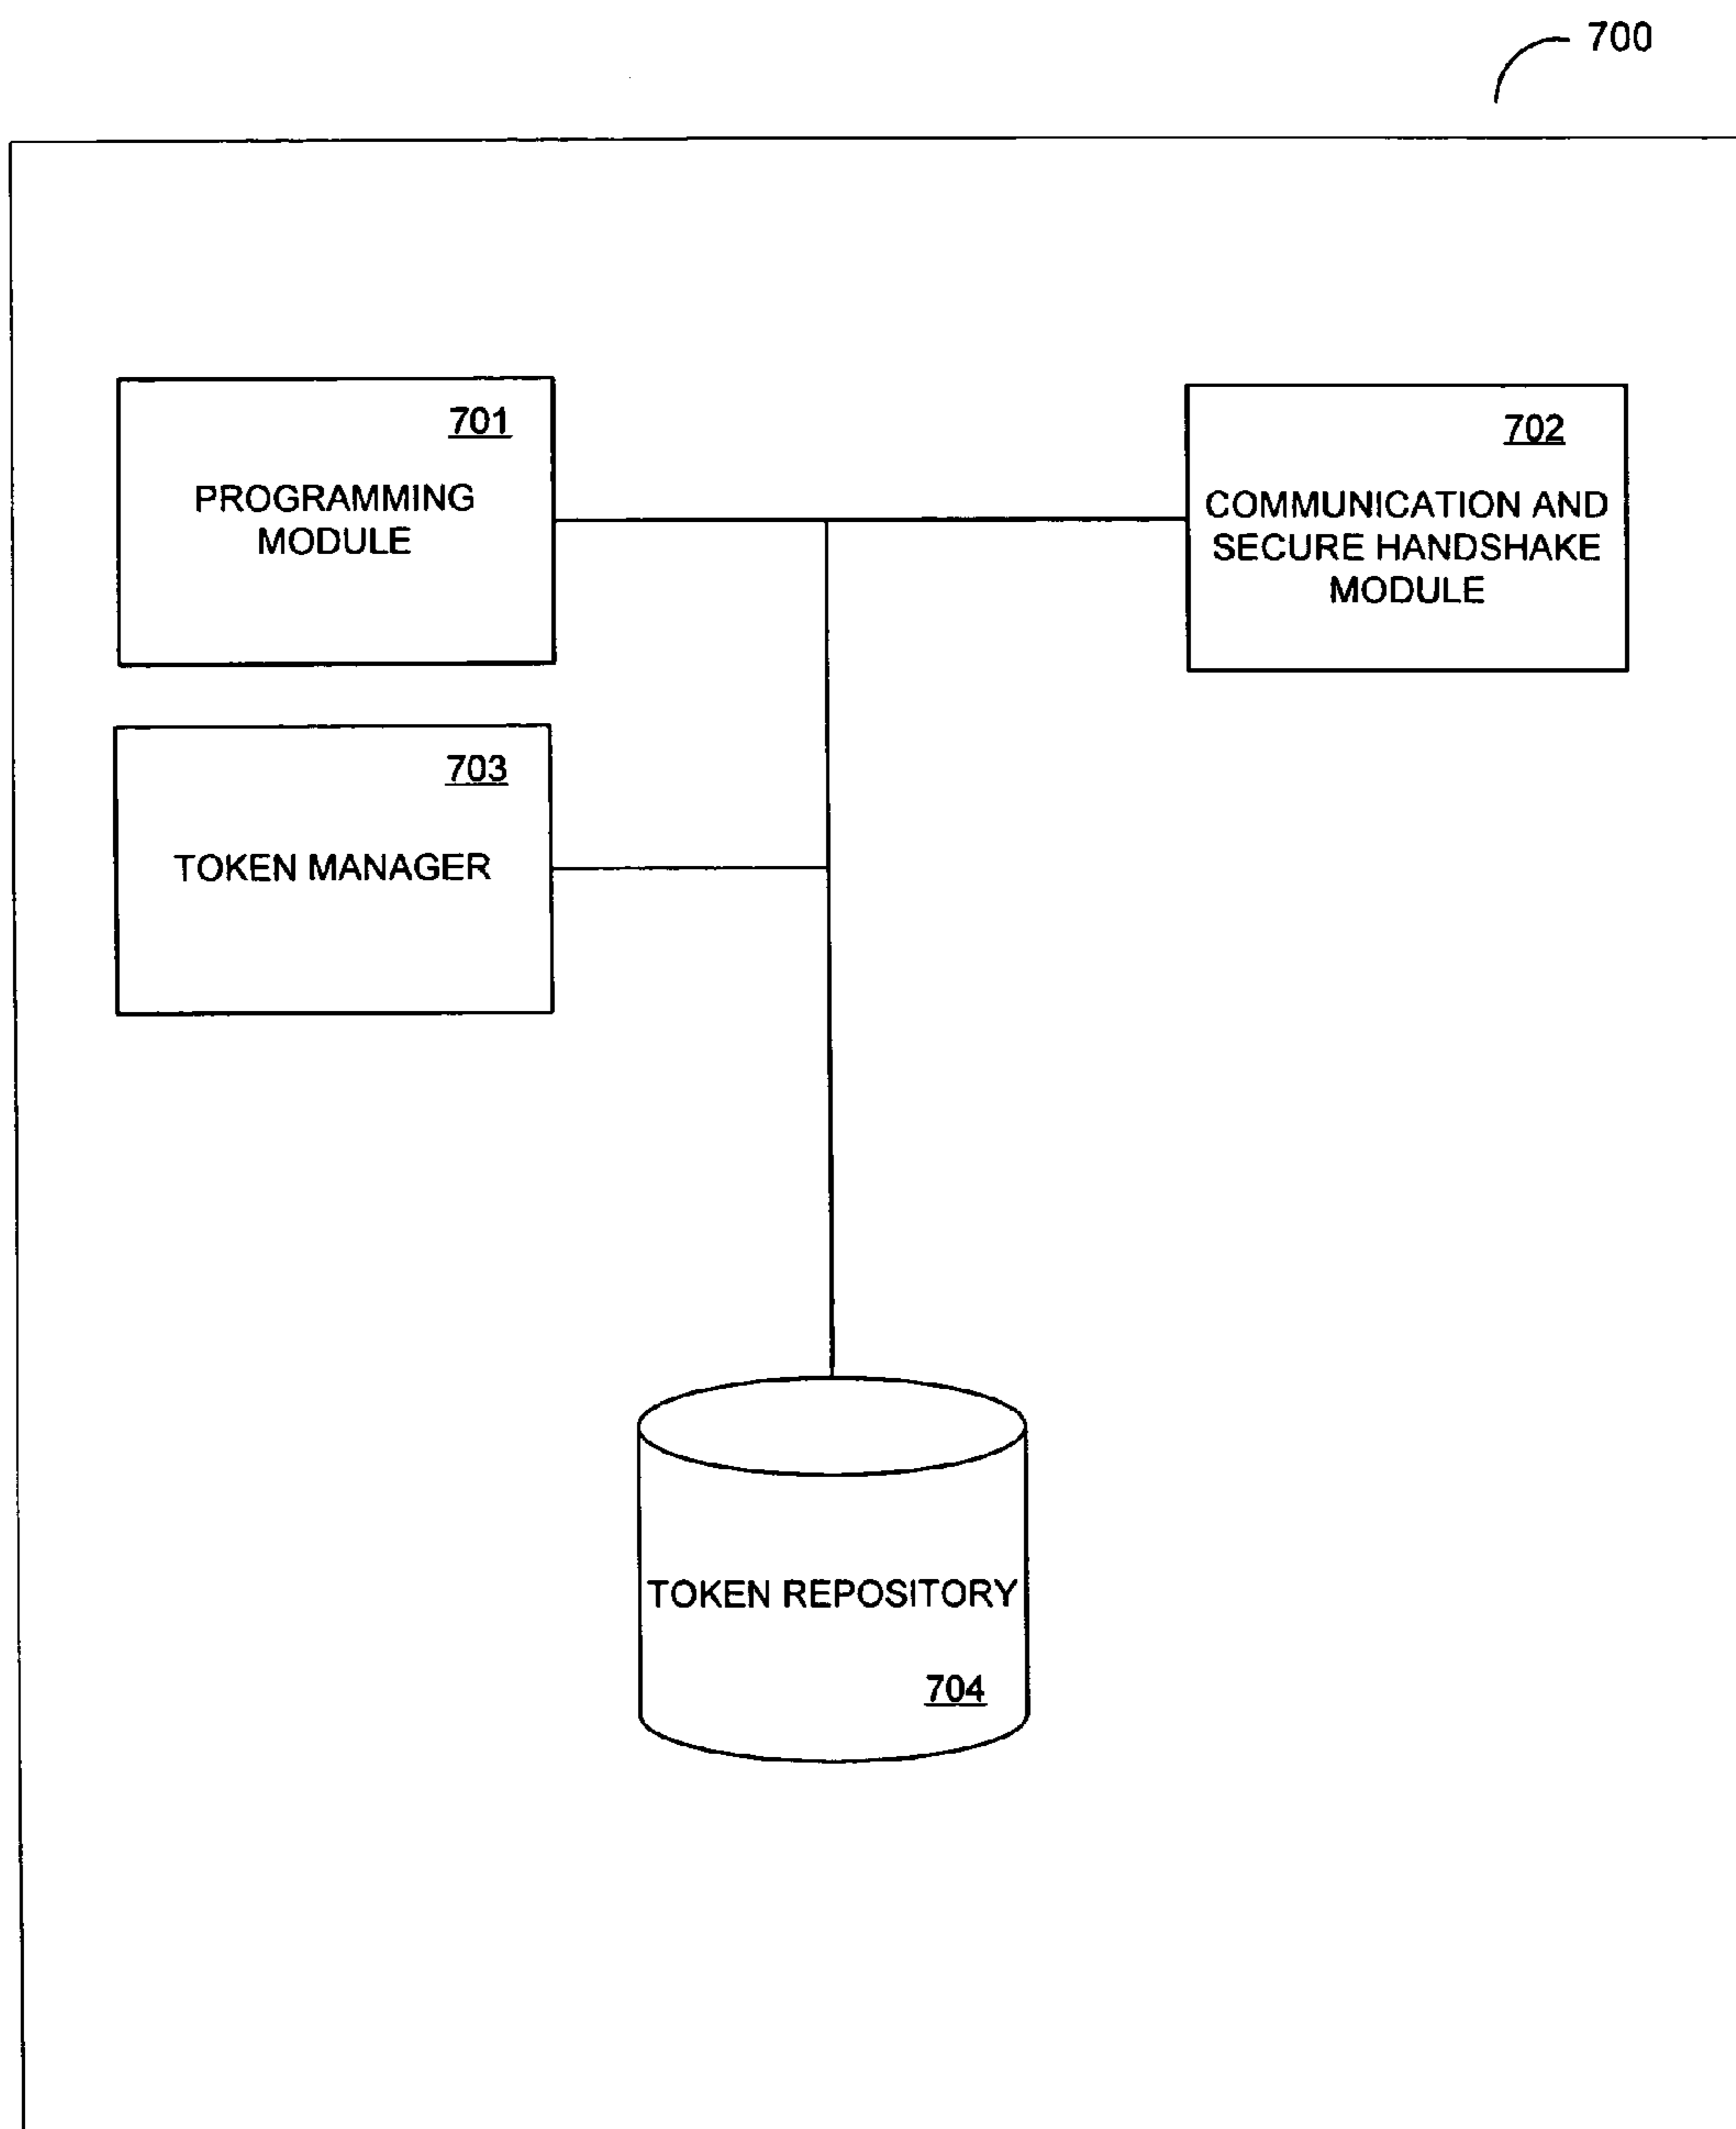 700
701
PROGRAMMING
MODULE
702
COMMUNICATION AND
SECURE HANDSHAKE
MODULE
703
TOKEN MANAGER
TOKEN REPOSITORY
704